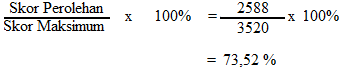 Skor Perolehan x 100% = 2588 x 100%
Skor Maksimum 3520
= 73,52 %